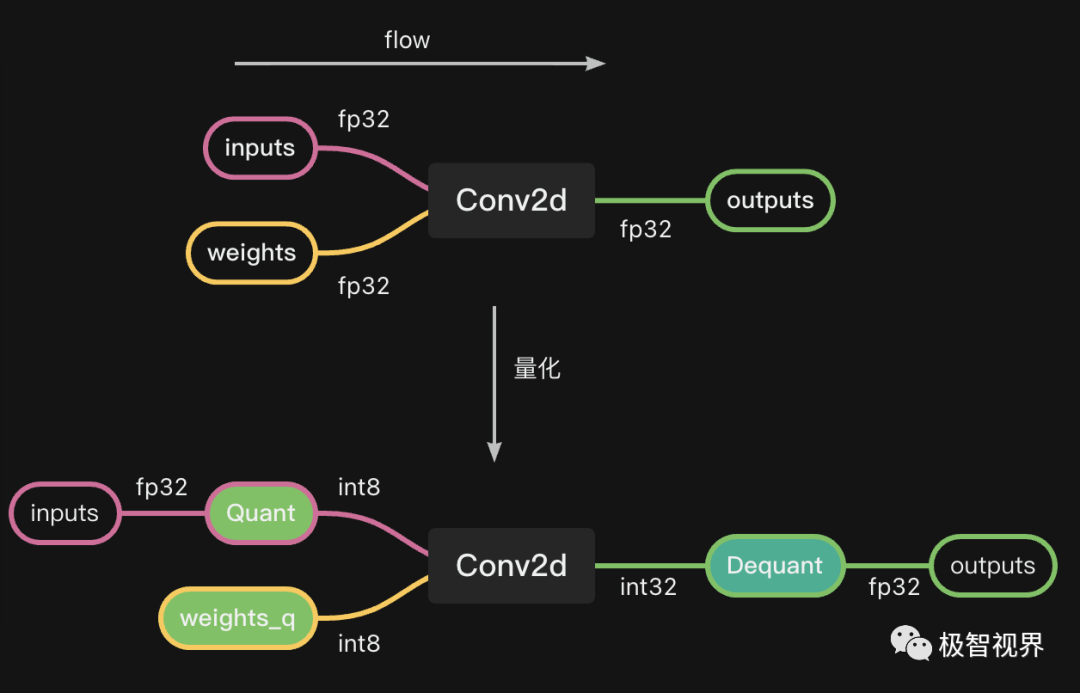 flow
fp32
inputs
Conv2d
outputs
fp32
weights
fp32
量化
fp32
int8
inputs
Quant
Conv2d
Dequant
outputs
int32
fp32
weights_q
int8
极智视界